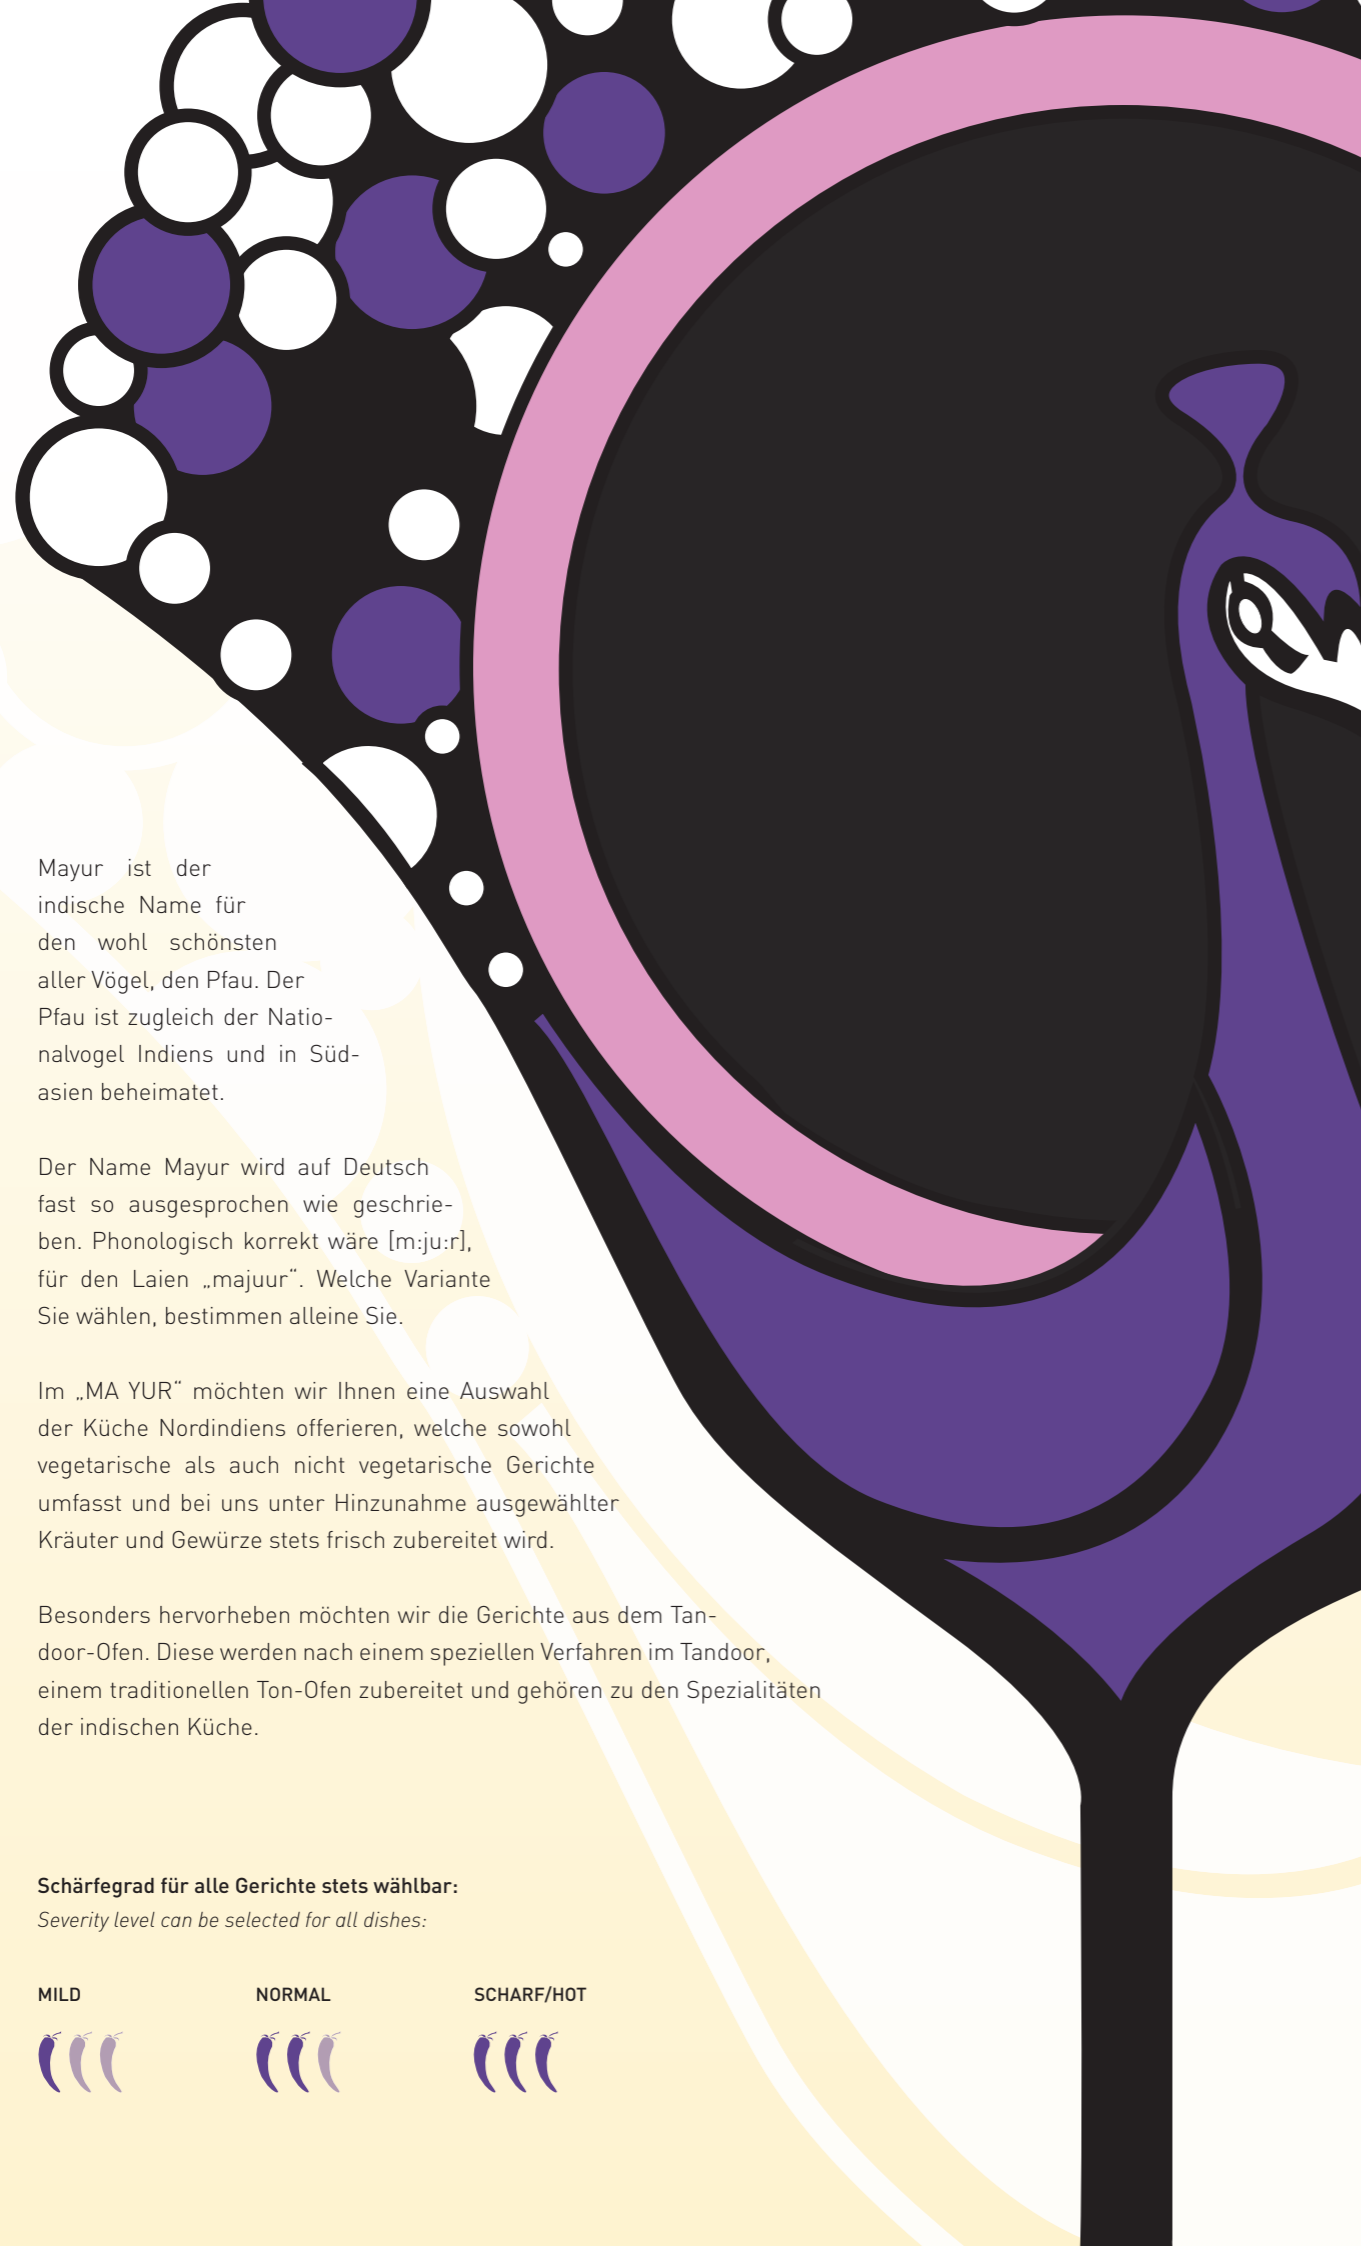 Mayur ist der
indische Name für
den wohl schönsten
aller Vögel, den Pfau. Der
Pfau ist zugleich der Natio-
nalvogel Indiens und in Süd-
asien beheimatet.
Der Name Mayur wird auf Deutsch
fast so ausgesprochen wie geschrie-
ben. Phonologisch korrekt wäre [m:ju:r],
für den Laien „majuur“. Welche Variante
Sie wählen, bestimmen alleine Sie.
Im „MA YUR“ möchten wir Ihnen eine Auswahl
der Küche Nordindiens offerieren, welche sowohl
vegetarische als auch nicht vegetarische Gerichte
umfasst und bei uns unter Hinzunahme ausgewählter
Kräuter und Gewürze stets frisch zubereitet wird.
Besonders hervorheben möchten wir die Gerichte aus dem Tan-
door-Ofen. Diese werden nach einem speziellen Verfahren im Tandoor,
einem traditionellen Ton-Ofen zubereitet und gehören zu den Spezialitäten
der indischen Küche.
Schärfegrad für alle Gerichte stets wählbar:
Severity level can be selected for all dishes:
MILD NORMAL SCHARF/HOT